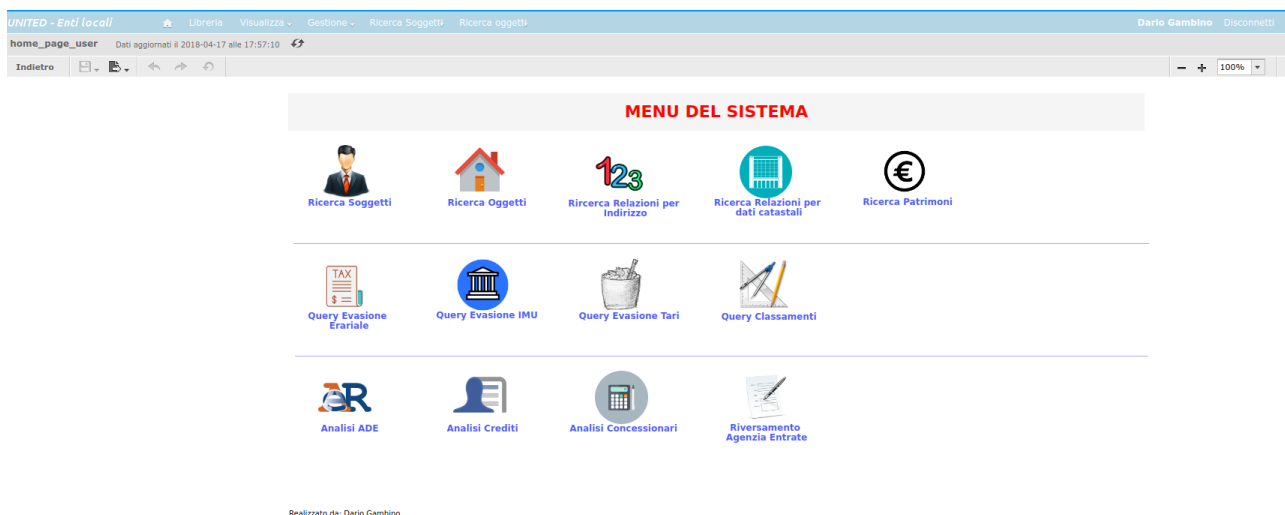 UNITED - Enti locali Libreria Visualizza Gestione Ricerca Soggetti Ricerca oggetti Dario Gambino Disconnetti
home_page_user Dati aggiornati il 2018-04-17 alle 17:57:10
Indietro 100%
MENU DEL SISTEMA
123
Ricerca Soggetti Ricerca Oggetti Rircerca Relazioni per Ricerca Relazioni per Ricerca Patrimoni
Indirizzo dati catastali
TAX
$
Query Evasione Query Evasione IMU Query Evasione Tari Query Classamenti
Erariale
Analisi ADE Analisi Crediti Analisi Concessionari Riversamento
Agenzia Entrate
Realizzato da: Dario Gambino